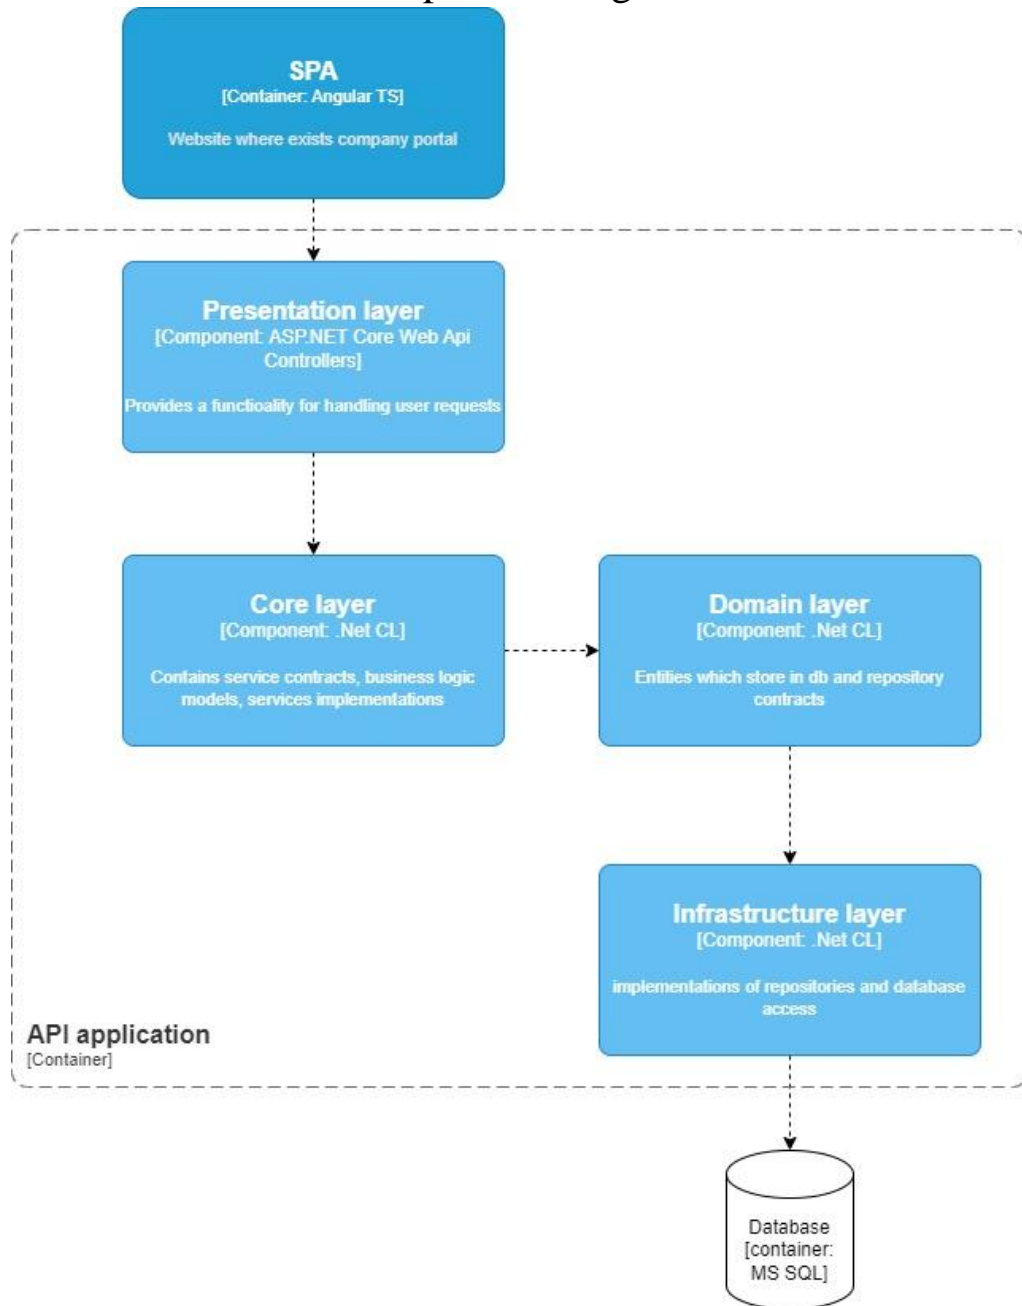 SPA
[Container: Angular TS]
Website where exists company portal
Presentation layer
[Component: ASP.NET Core Web Api
Controllers]
Provides a functioality for handling user requests
Core layer
[Component: .Net CL]
Contains service contracts, business logic
models, services implementations
Domain layer
[Component: .Net CL]
Entities which store in db and repository
contracts
Infrastructure layer
[Component: .Net CL]
implementations of repositories and database
access
API application
[Container]
Database
[container:
MS SQL]